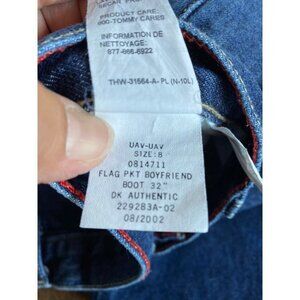 PRODUCT CARE:
800-TOMMY CARES
INFORMATION DE
NETTOYAGE:
877-666-6922
THW-31564-A-PL (N-10L)
UAV-UAV
SIZE:8
0814711
FLAG PKT BOYFRIEND
BOOT 32"
DK AUTHENTIC
229283A-02
08/2002